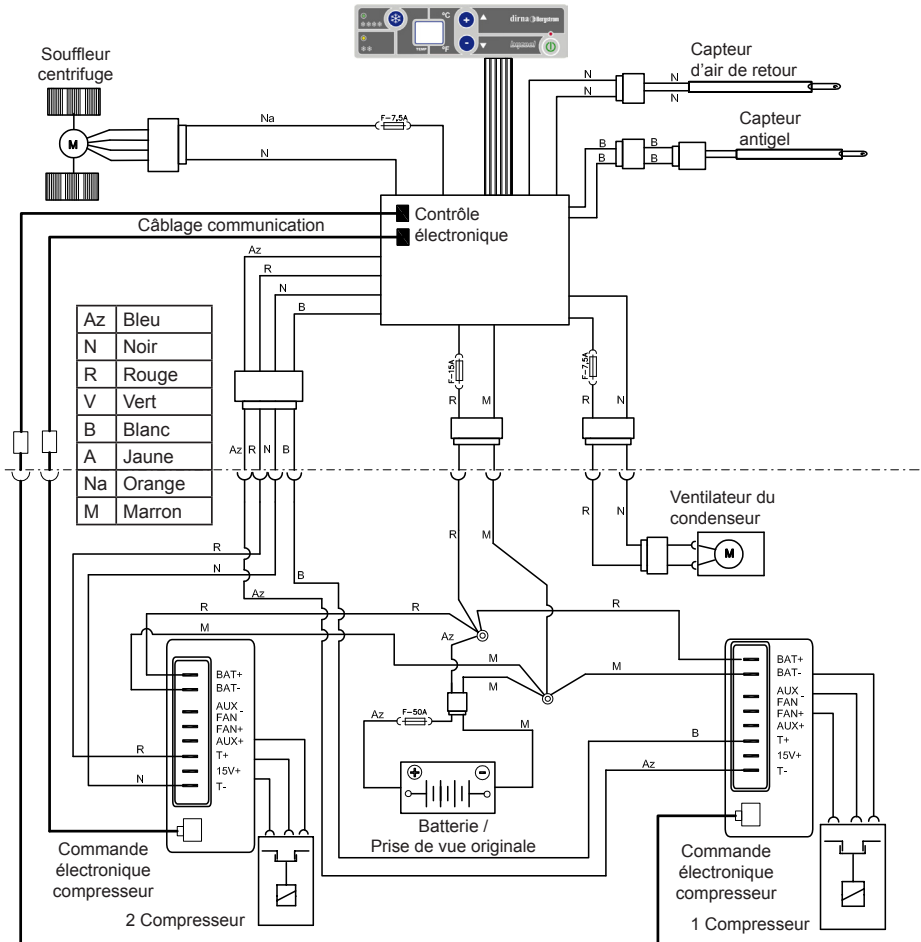 °C
°F
TEMP
dirna Bergstrom
bycool
Souffleur
centrifuge
M
Na
F-7,5A
N
N
N
N
N
Capteur
d'air de retour
B
B
B
B
Capteur
antigel
Câblage communication
Contrôle
électronique
Az
R
N
B
Az Bleu
N Noir
R Rouge
V Vert
B Blanc
A Jaune
Na Orange
M Marron
F-15A
F-7,5A
R
M
R
N
Az
R
N
B
R
M
R
N
Ventilateur du
condenseur
M
R
N
B
Az
R
R
R
M
Az
M
M
M
Az
F-50A
M
BAT+
BAT-
AUX
FAN -
FAN+
AUX+
T+
15V+
T-
R
N
BAT+
BAT-
AUX
FAN -
FAN+
AUX+
T+
15V+
T-
B
Az
Batterie /
Prise de vue originale
Commande
électronique
compresseur
2 Compresseur
Commande
électronique
compresseur
1 Compresseur